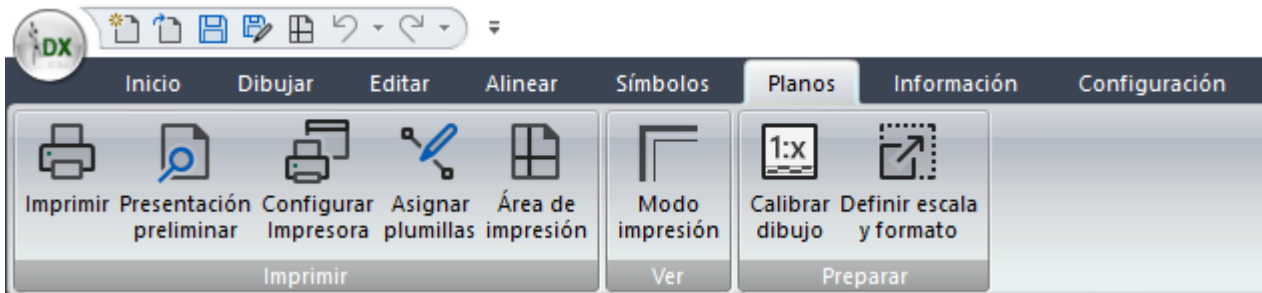 DX
Inicio Dibujar Editar Alinear Símbolos Planos Información Configuración
1:x
Imprimir Presentación Configurar Asignar Área de Modo Calibrar Definir escala
preliminar Impresora plumillas impresión impresión dibujo y formato
Imprimir Ver Preparar